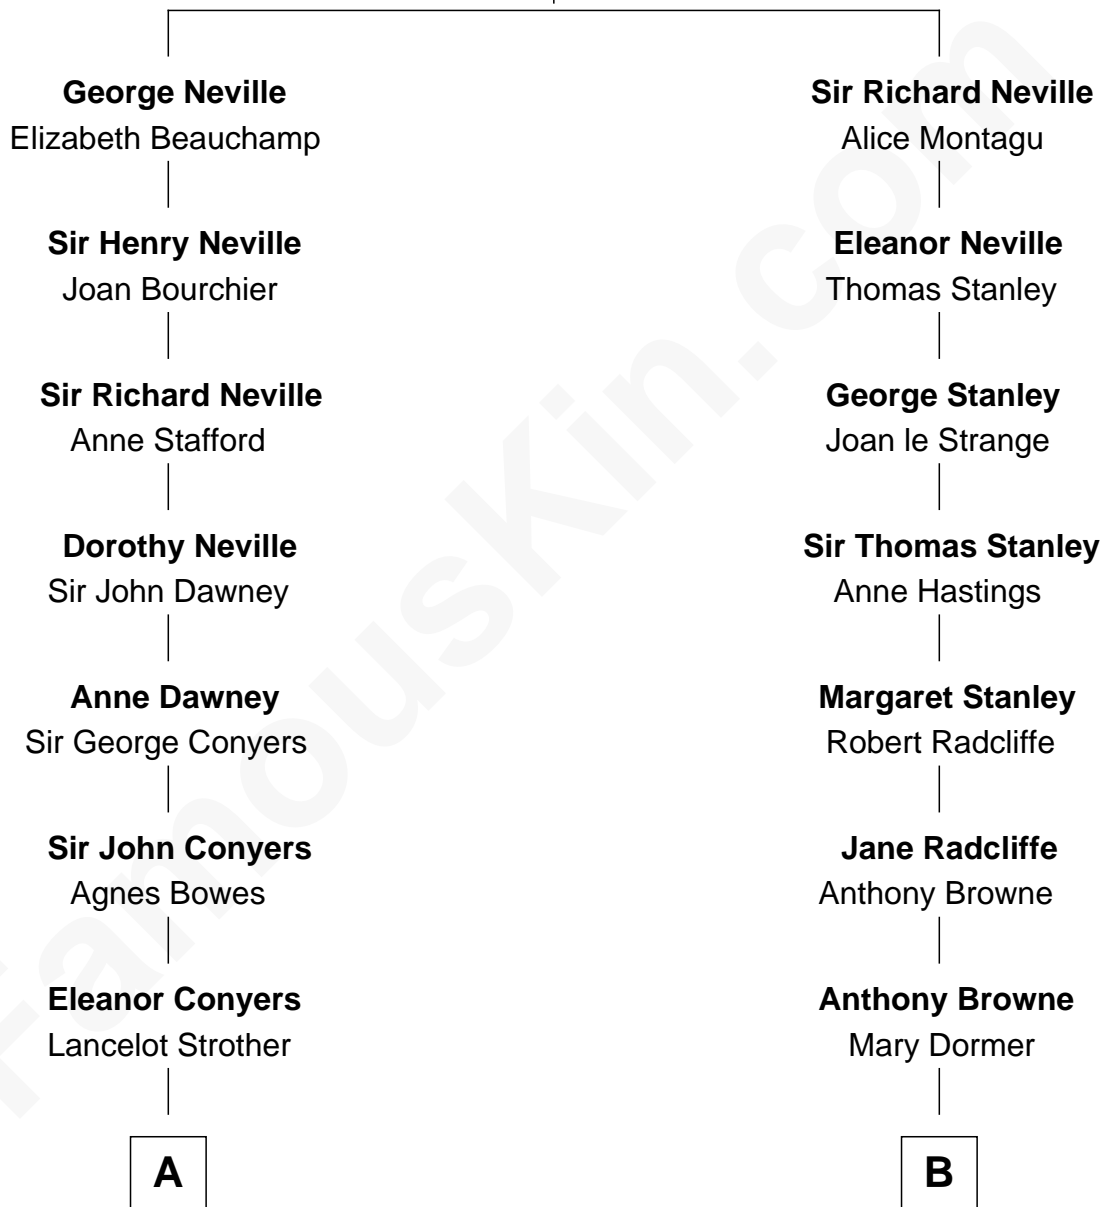 George Neville
Elizabeth Beauchamp
Sir Henry Neville
Joan Bourchier
Sir Richard Neville
Anne Stafford
Dorothy Neville
Sir John Dawney
Anne Dawney
Sir George Conyers
Sir John Conyers
Agnes Bowes
Eleanor Conyers
Lancelot Strother
A
Sir Richard Neville
Alice Montagu
Eleanor Neville
Thomas Stanley
George Stanley
Joan le Strange
Sir Thomas Stanley
Anne Hastings
Margaret Stanley
Robert Radcliffe
Jane Radcliffe
Anthony Browne
Anthony Browne
Mary Dormer
B
FamousKin.com